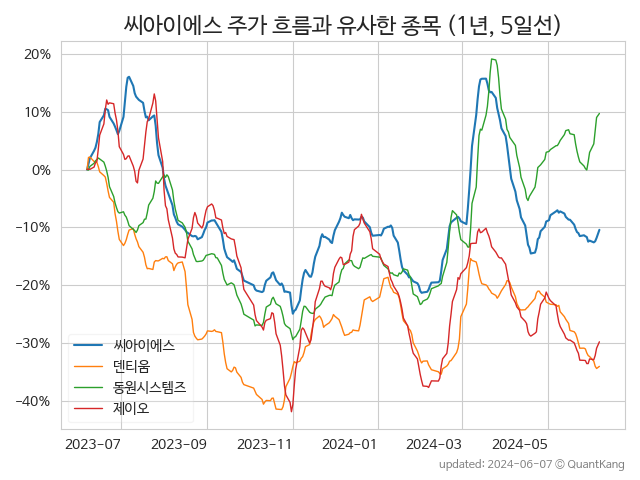 씨아이에스 주가 흐름과 유사한 종목 (1년, 5일선)
20%
10%
0%
−10%
−20%
−30%
−40%
씨아이에스
덴티움
동원시스템즈
제이오
2023-07
2023-09
2023-11
2024-01
2024-03
2024-05
updated: 2024-06-07 © QuantKang